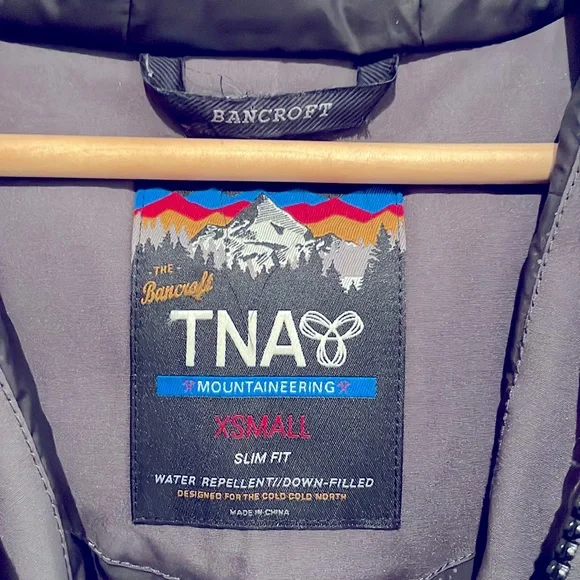 BANCROFT
-THE-
Bancroft
TNA
MOUNTAINEERING
XSMALL
SLIM FIT
WATER REPELLENT//DOWN-FILLED
DESIGNED FOR THE COLD COLD NORTH
MADE IN CHINA